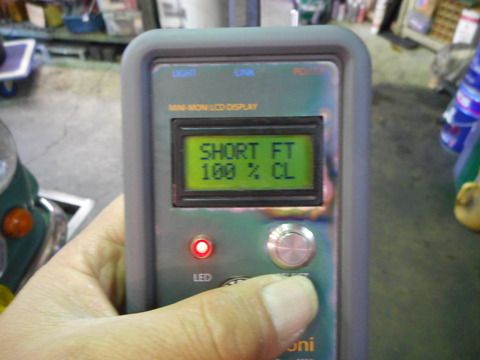 LIGHT LINK
MINI-MONI LCD DISPLAY
SHORT FT
100 % CL
LED